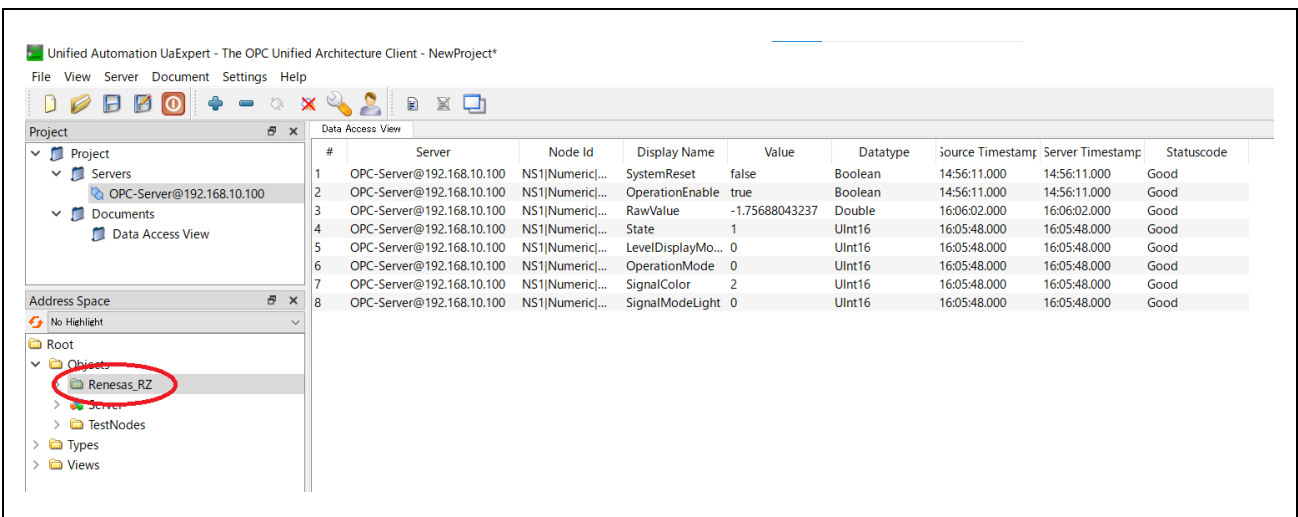 Unified Automation UaExpert - The OPC Unified Architecture Client - NewProject*
File View Server Document Settings Help
Project
Project
Servers
OPC-Server@192.168.10.100
Documents
Data Access View
Address Space
No Highlight
Root
Objects
Renesas_RZ
Server
TestNodes
Types
Views
Data Access View
# Server Node Id Display Name Value Datatype Source Timestamp Server Timestamp Statuscode
1 OPC-Server@192.168.10.100 NS1|Numeric|... SystemReset false Boolean 14:56:11.000 14:56:11.000 Good
2 OPC-Server@192.168.10.100 NS1|Numeric|... OperationEnable true Boolean 14:56:11.000 14:56:11.000 Good
3 OPC-Server@192.168.10.100 NS1|Numeric|... RawValue -1.75688043237 Double 16:06:02.000 16:06:02.000 Good
4 OPC-Server@192.168.10.100 NS1|Numeric|... State 1 UInt16 16:05:48.000 16:05:48.000 Good
5 OPC-Server@192.168.10.100 NS1|Numeric|... LevelDisplayMo... 0 UInt16 16:05:48.000 16:05:48.000 Good
6 OPC-Server@192.168.10.100 NS1|Numeric|... OperationMode 0 UInt16 16:05:48.000 16:05:48.000 Good
7 OPC-Server@192.168.10.100 NS1|Numeric|... SignalColor 2 UInt16 16:05:48.000 16:05:48.000 Good
8 OPC-Server@192.168.10.100 NS1|Numeric|... SignalModeLight 0 UInt16 16:05:48.000 16:05:48.000 Good